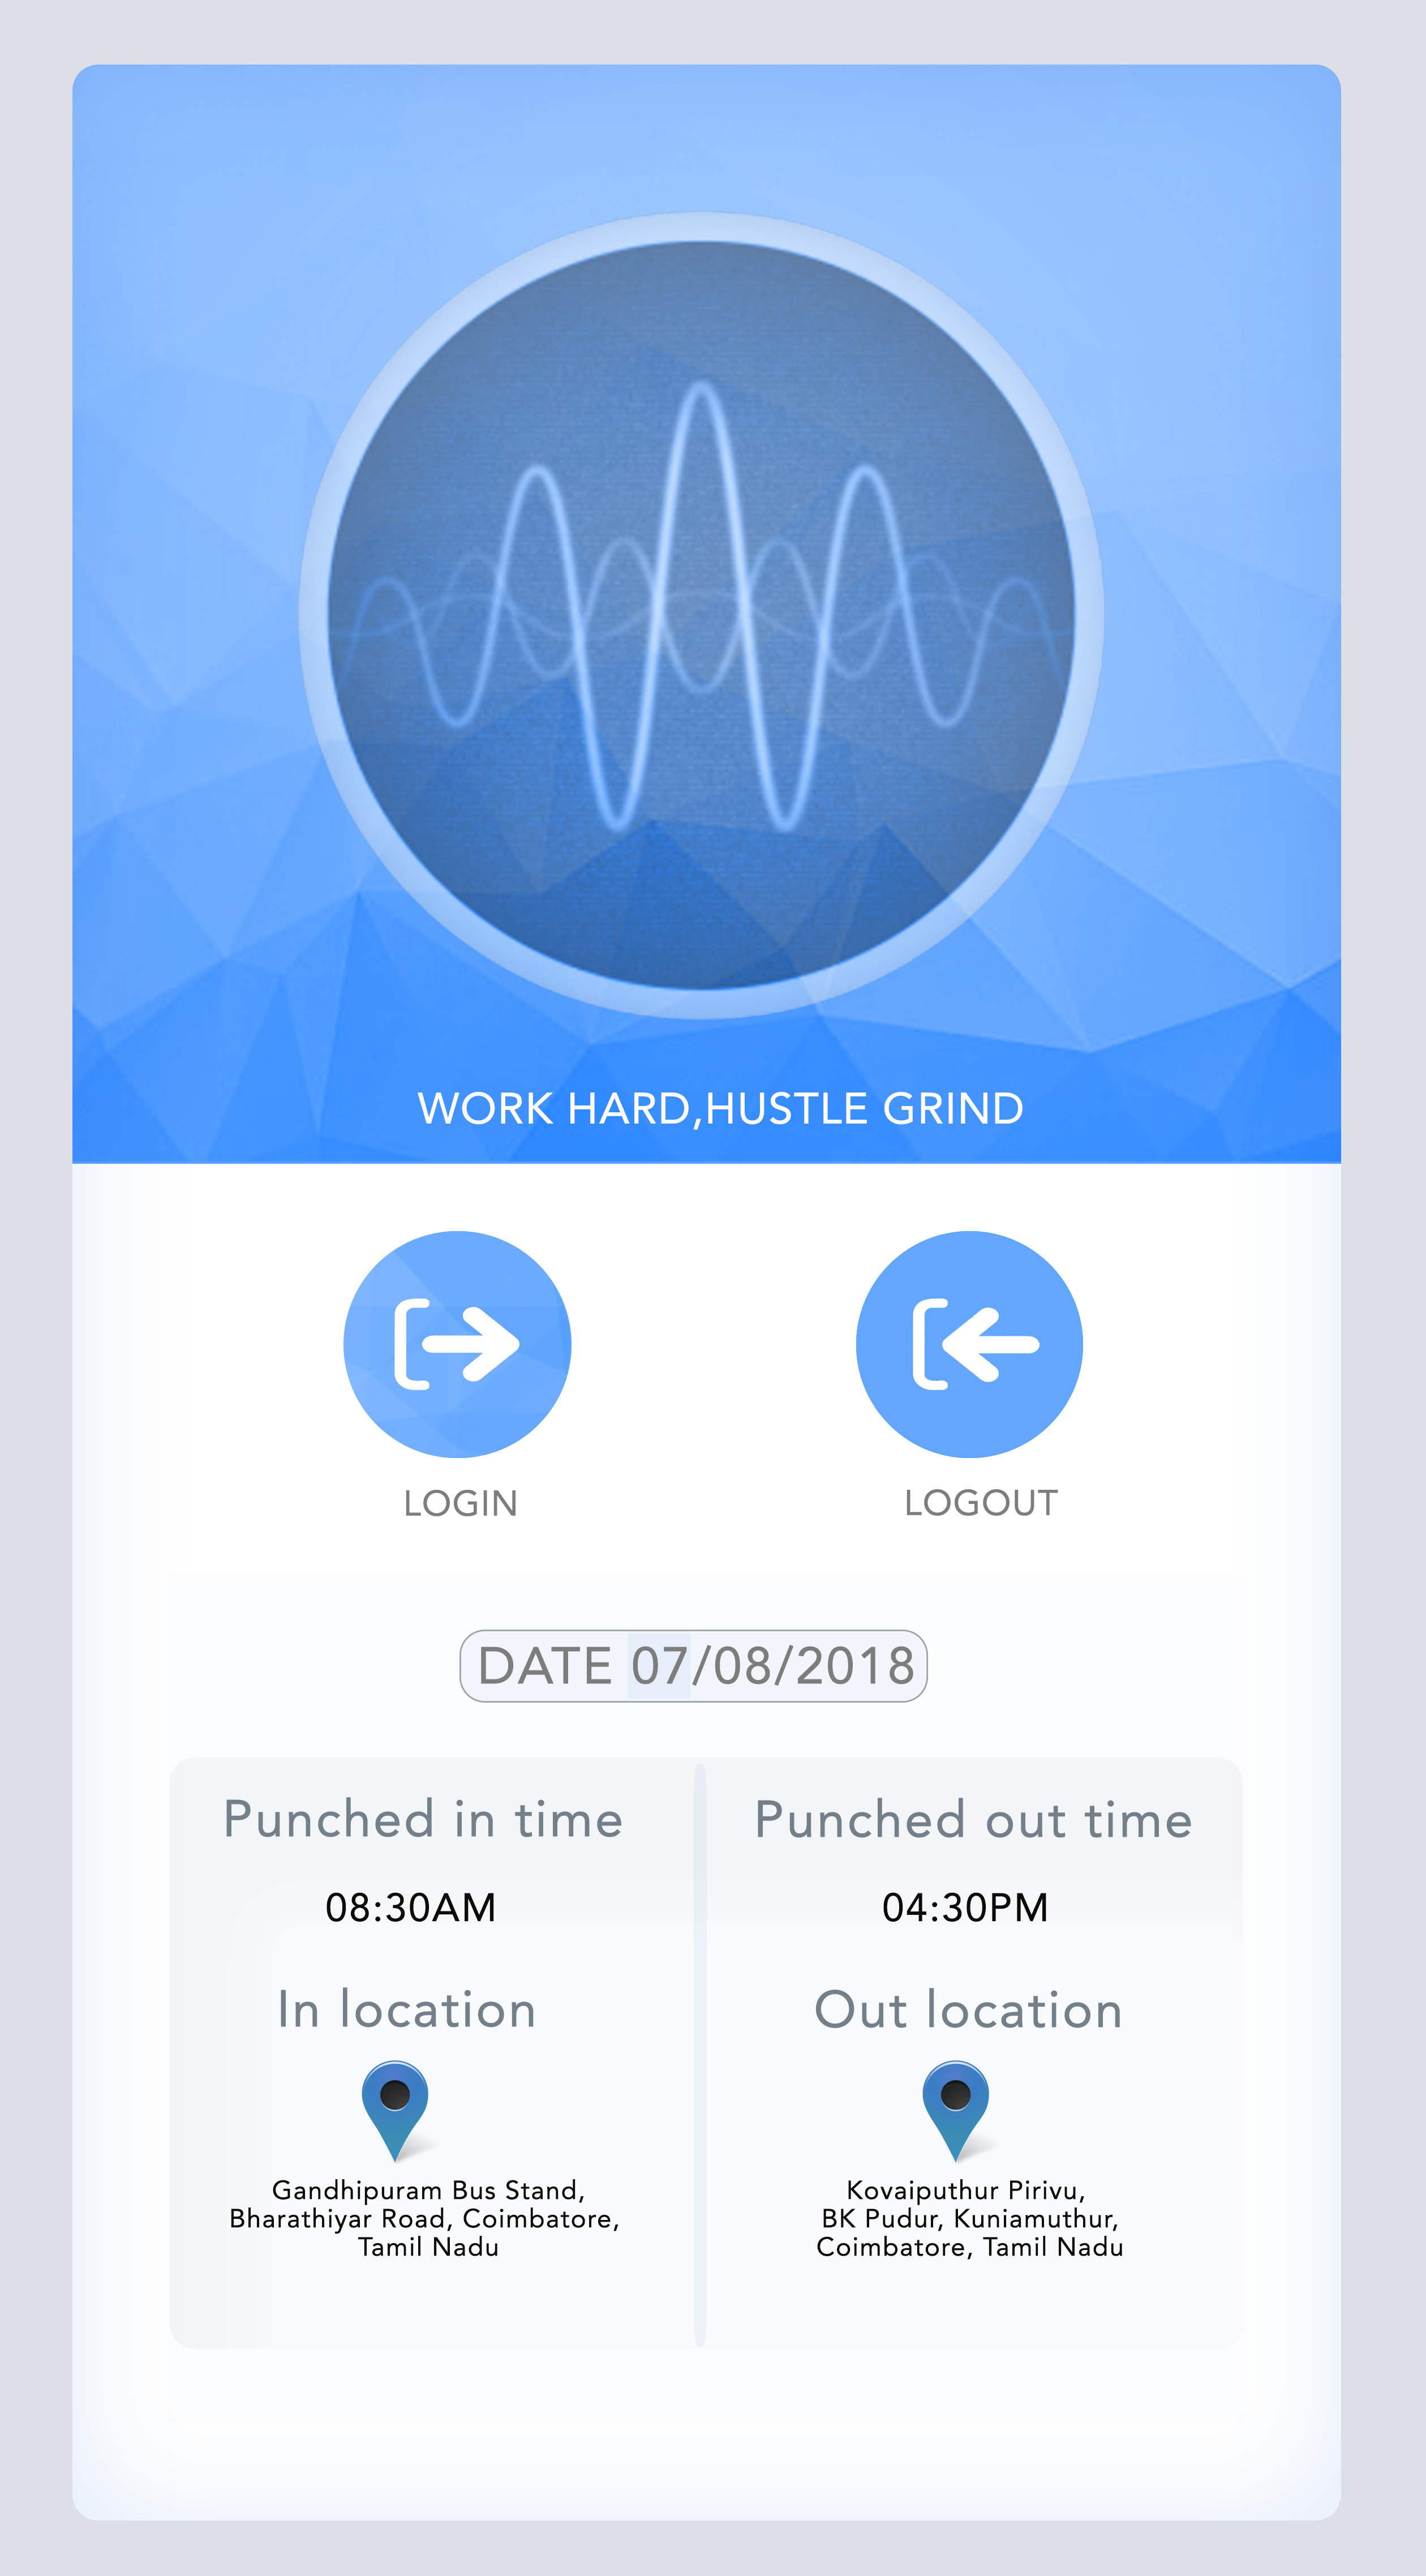 WORK HARD,HUSTLE GRIND
LOGIN
LOGOUT
DATE 07/08/2018
Punched in time
08:30AM
In location
Gandhipuram Bus Stand,
Bharathiyar Road, Coimbatore,
Tamil Nadu
Punched out time
04:30PM
Out location
Kovaiputhur Pirivu,
BK Pudur, Kuniamuthur,
Coimbatore, Tamil Nadu